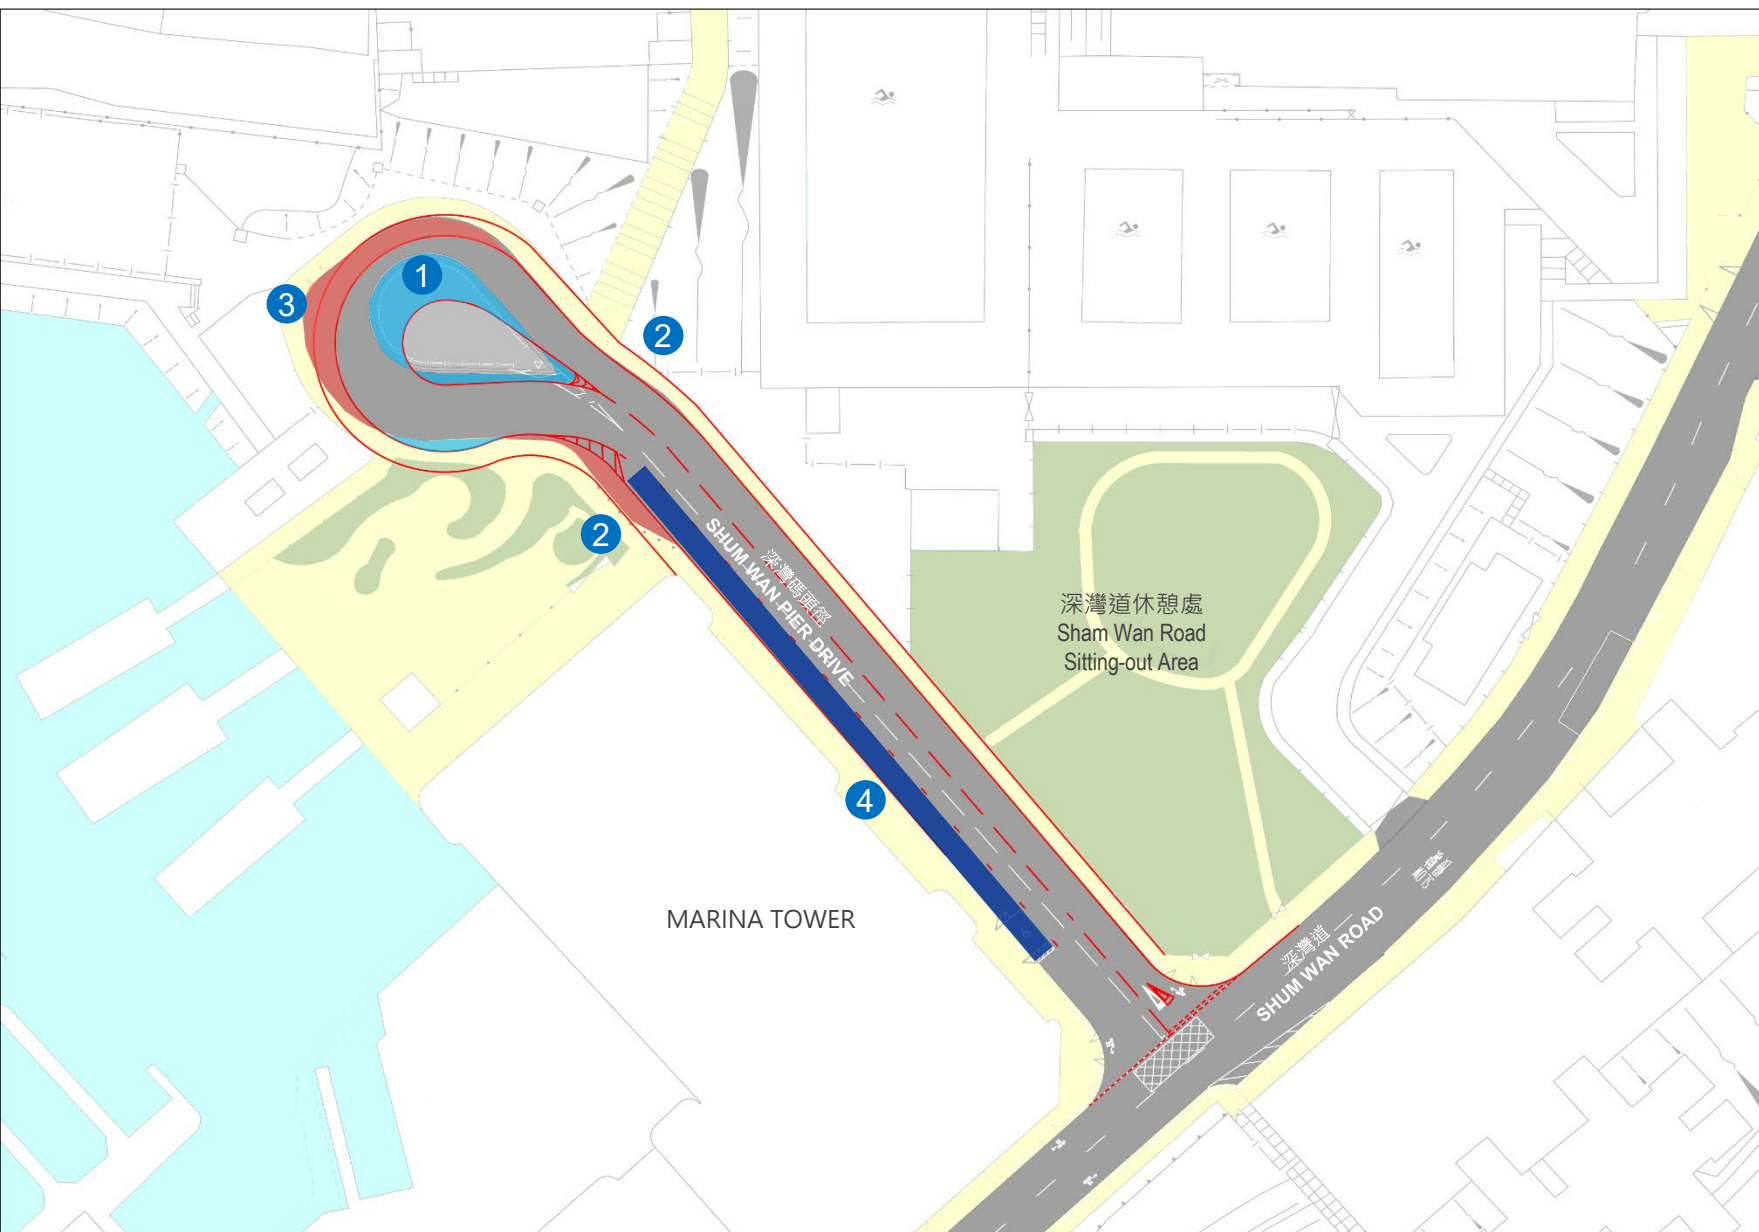 1
3
2
2
深灣碼頭徑
SHUM WAN PIER DRIVE
深灣道休憩處
Sham Wan Road
Sitting-out Area
4
MARINA TOWER
深灣道
SHUM WAN ROAD